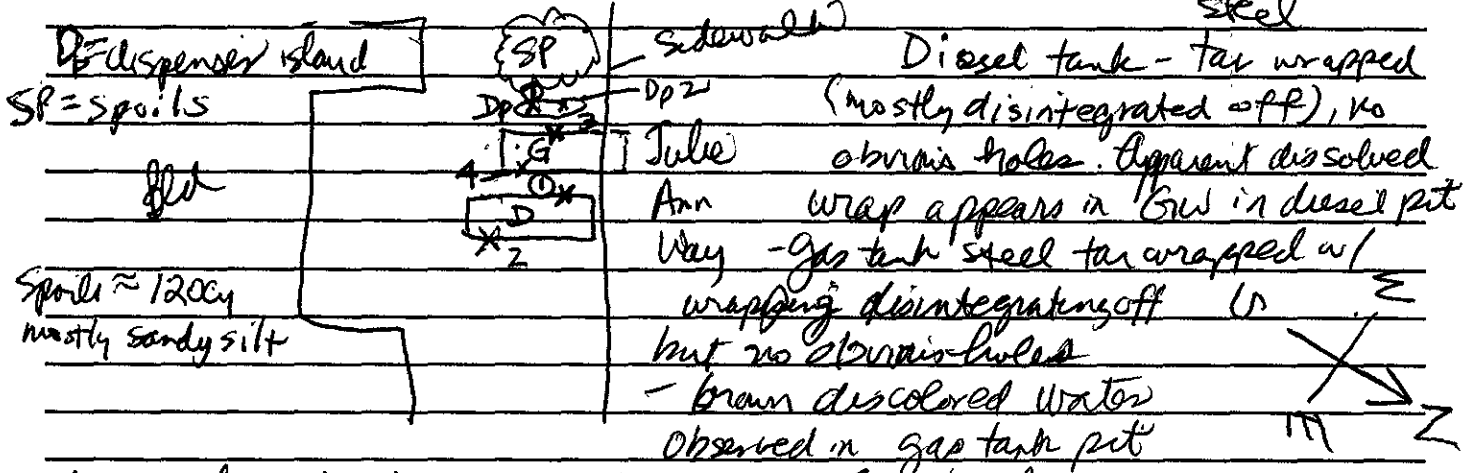 steel
D=dispenser island
SP
Sidewalk
Diesel tank - tar wrapped
SP = Spoils
Dp
Dp2
(mostly disintegrated off), no
3
G
Julie
obvious holes. Apparent dissolved
4
1
Bld
D
Ann
wrap appears in GW in diesel pit
2
Way
- gas tank steel tar wrapped w/
Spoils ≈ 120cy
wrapping disintegrating off
mostly sandy silt
but no obvious holes
- brown discolored water
observed in gas tank pit
S
E
W
N